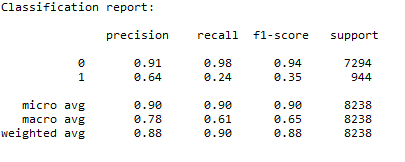 Classification report:
precision recall f1-score support
0 0.91 0.98 0.94 7294
1 0.64 0.24 0.35 944
micro avg 0.90 0.90 0.90 8238
macro avg 0.78 0.61 0.65 8238
weighted avg 0.88 0.90 0.88 8238